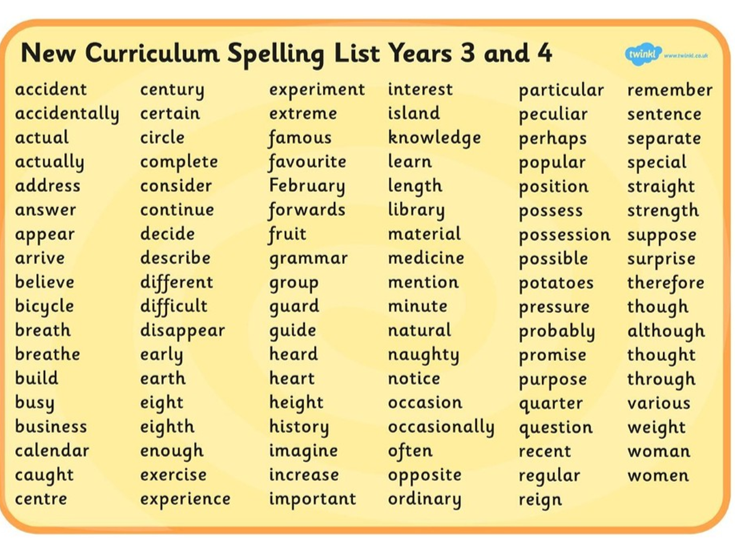 New Curriculum Spelling List Years 3 and 4
twinkl www.twinkl.co.uk
accident century experiment interest particular remember
accidentally certain extreme island peculiar sentence
actual circle famous knowledge perhaps separate
actually complete favourite learn popular special
address consider February length position straight
answer continue forwards library possess strength
appear decide fruit material possession suppose
arrive describe grammar medicine possible surprise
believe different group mention potatoes therefore
bicycle difficult guard minute pressure though
breath disappear guide natural probably although
breathe early heard naughty promise thought
build earth heart notice purpose through
busy eight height occasion quarter various
business eighth history occasionally question weight
calendar enough imagine often recent woman
caught exercise increase opposite regular women
centre experience important ordinary reign